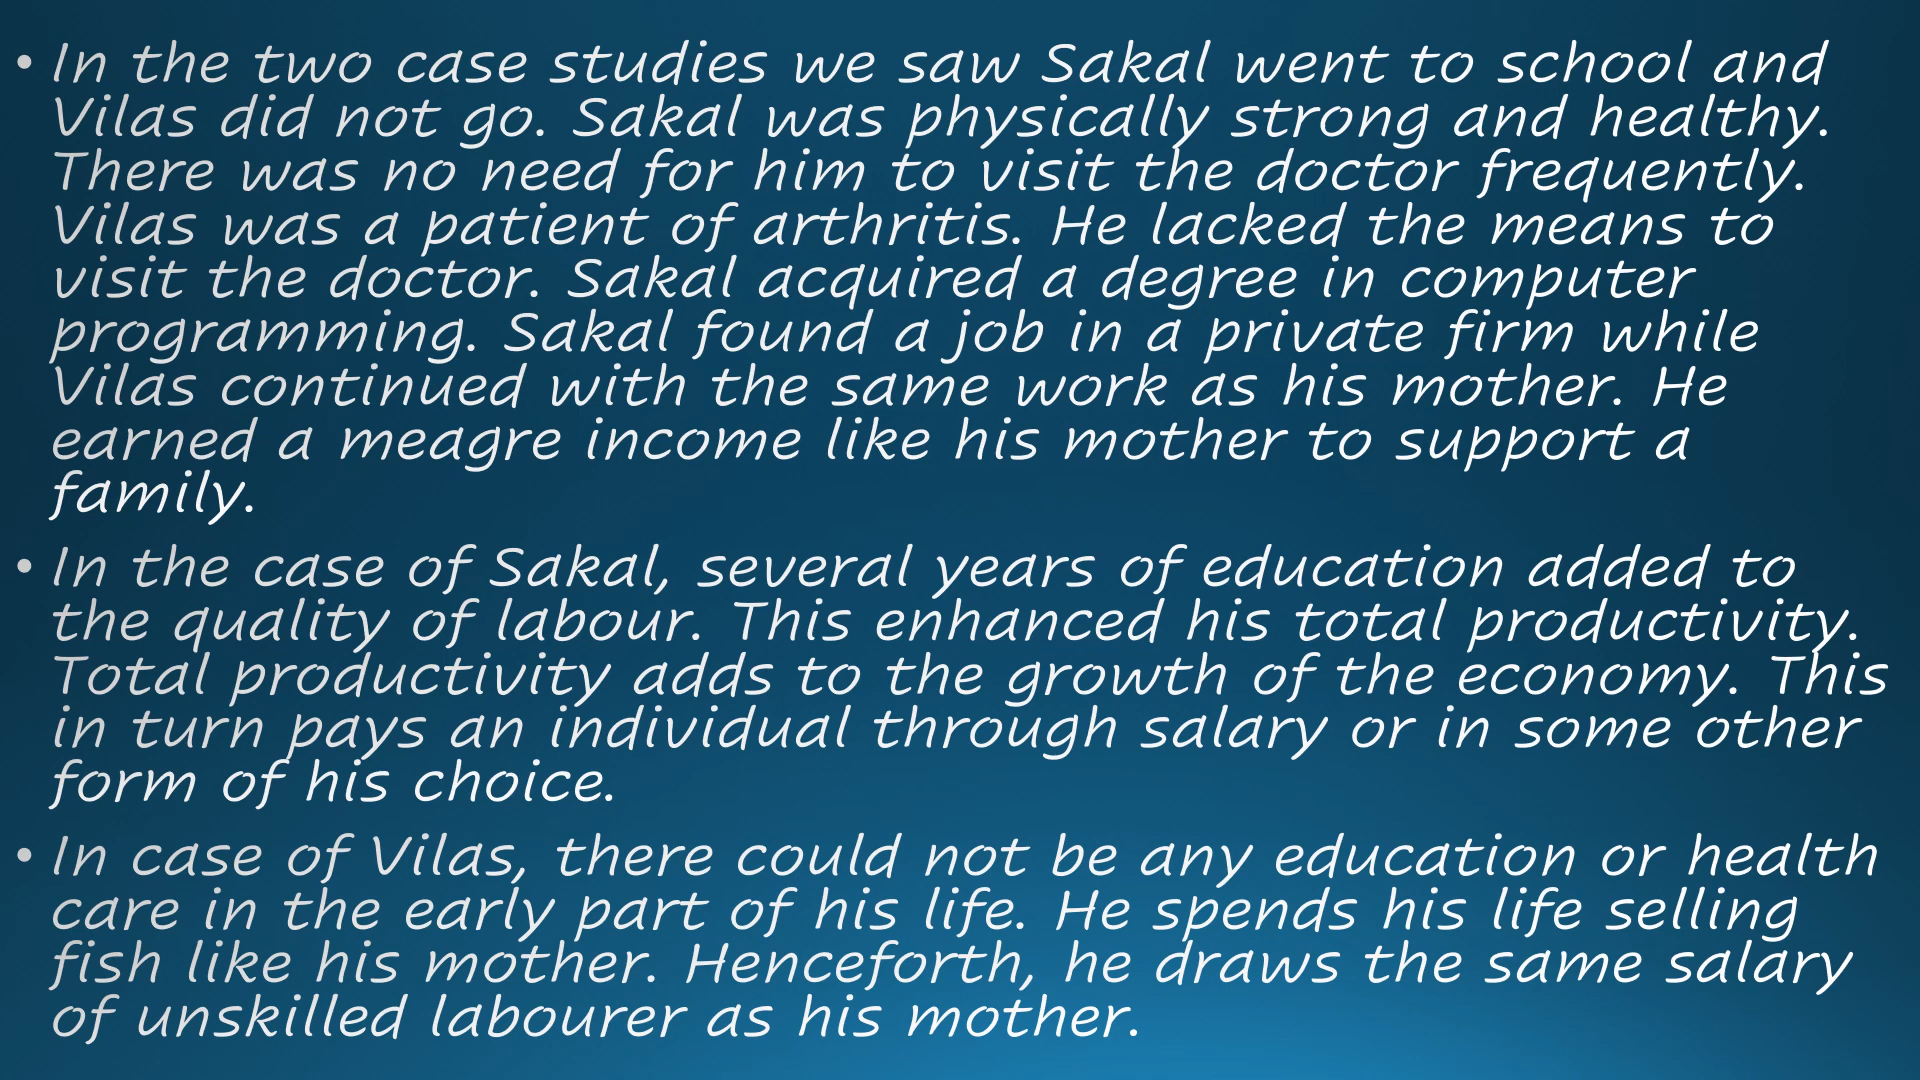 • In the two case studies we saw Sakal went to school and
Vilas did not go. Sakal was physically strong and healthy.
There was no need for him to visit the doctor frequently.
Vilas was a patient of arthritis. He lacked the means to
visit the doctor. Sakal acquired a degree in computer
programming. Sakal found a job in a private firm while
Vilas continued with the same work as his mother. He
earned a meagre income like his mother to support a
family.
• In the case of Sakal, several years of education added to
the quality of labour. This enhanced his total productivity.
Total productivity adds to the growth of the economy. This
in turn pays an individual through salary or in some other
form of his choice.
• In case of Vilas, there could not be any education or health
care in the early part of his life. He spends his life selling
fish like his mother. Henceforth, he draws the same salary
of unskilled labourer as his mother.